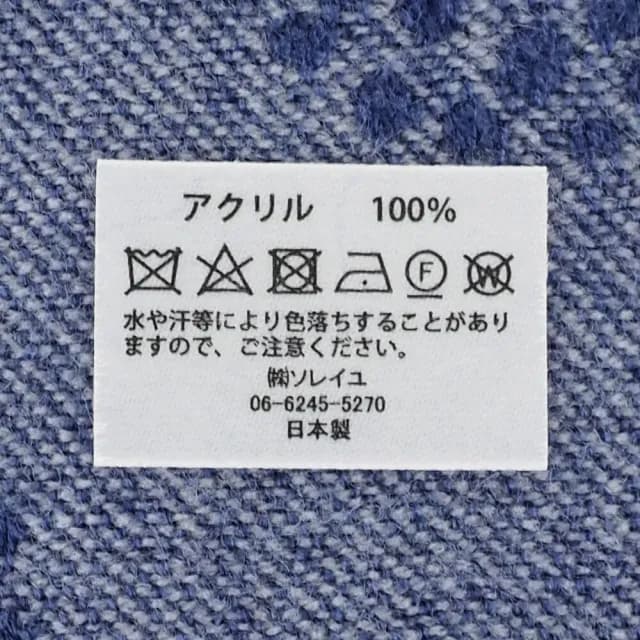 アクリル 100%
F W
水や汗等により色落ちすることがあり
ますので、ご注意ください。
㈱ソレイユ
06-6245-5270
日本製